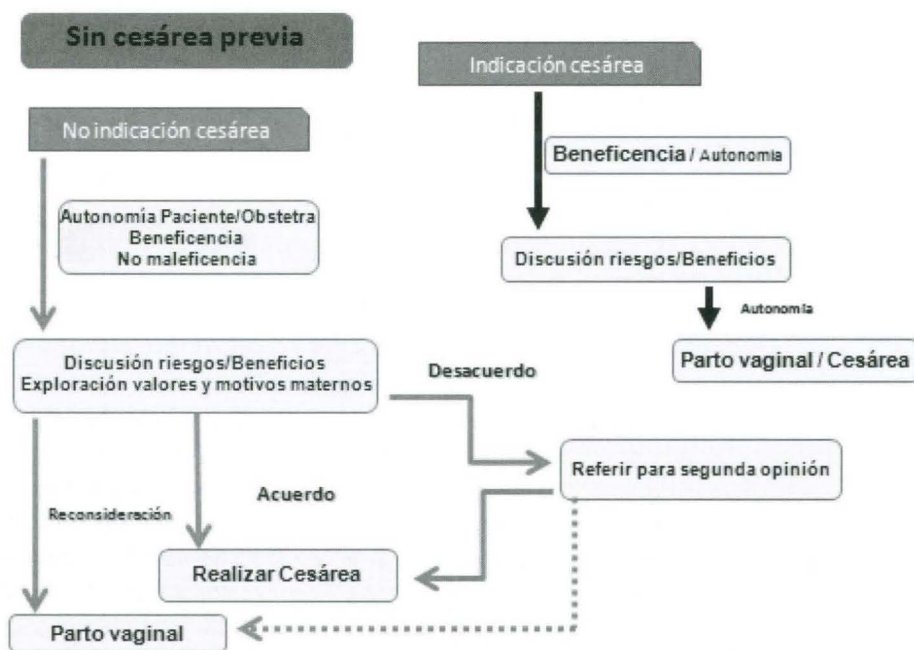 Sin cesárea previa
Indicación cesárea
No indicación cesárea
Beneficencia / Autonomía
Autonomía Paciente/Obstetra
Beneficencia
No maleficencia
Discusión riesgos/Beneficios
Autonomía
Parto vaginal / Cesárea
Discusión riesgos/Beneficios
Exploración valores y motivos maternos
Desacuerdo
Referir para segunda opinión
Reconsideración
Acuerdo
Realizar Cesárea
Parto vaginal